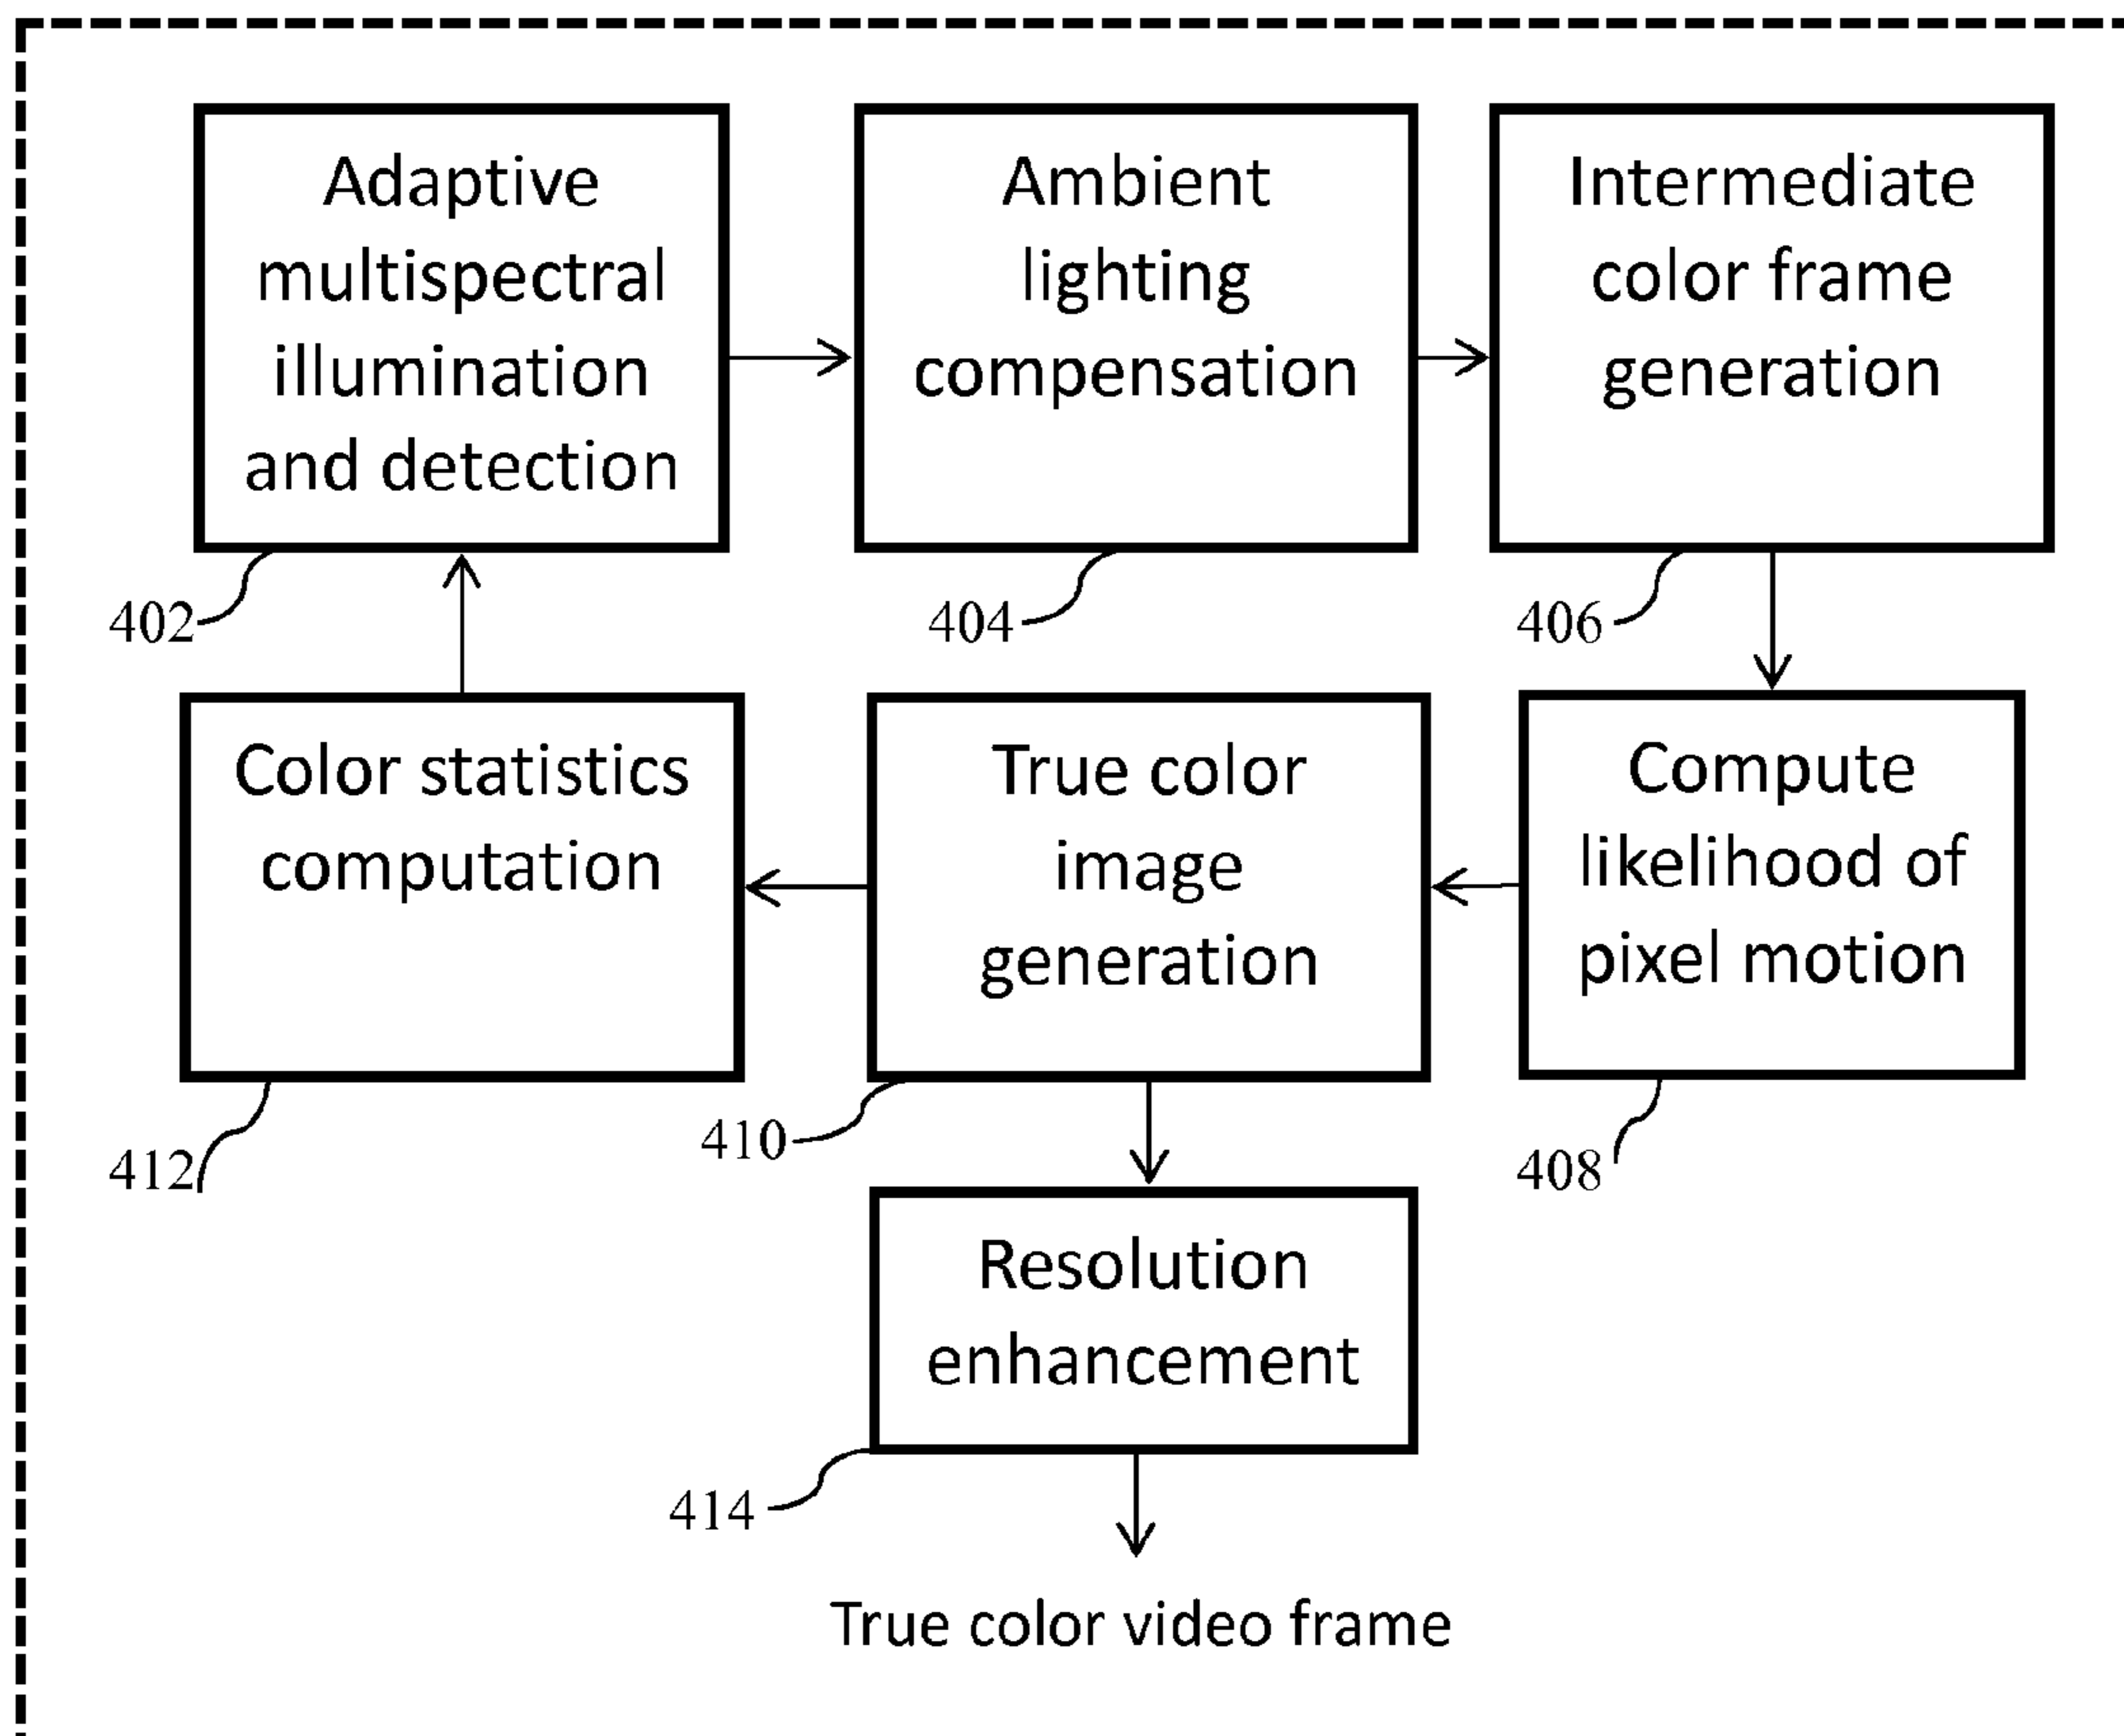 Adaptive
multispectral
illumination
and detection
402
Ambient
lighting
compensation
404
Intermediate
color frame
generation
406
Color statistics
computation
412
True color
image
generation
410
Compute
likelihood of
pixel motion
408
Resolution
enhancement
414
True color video frame